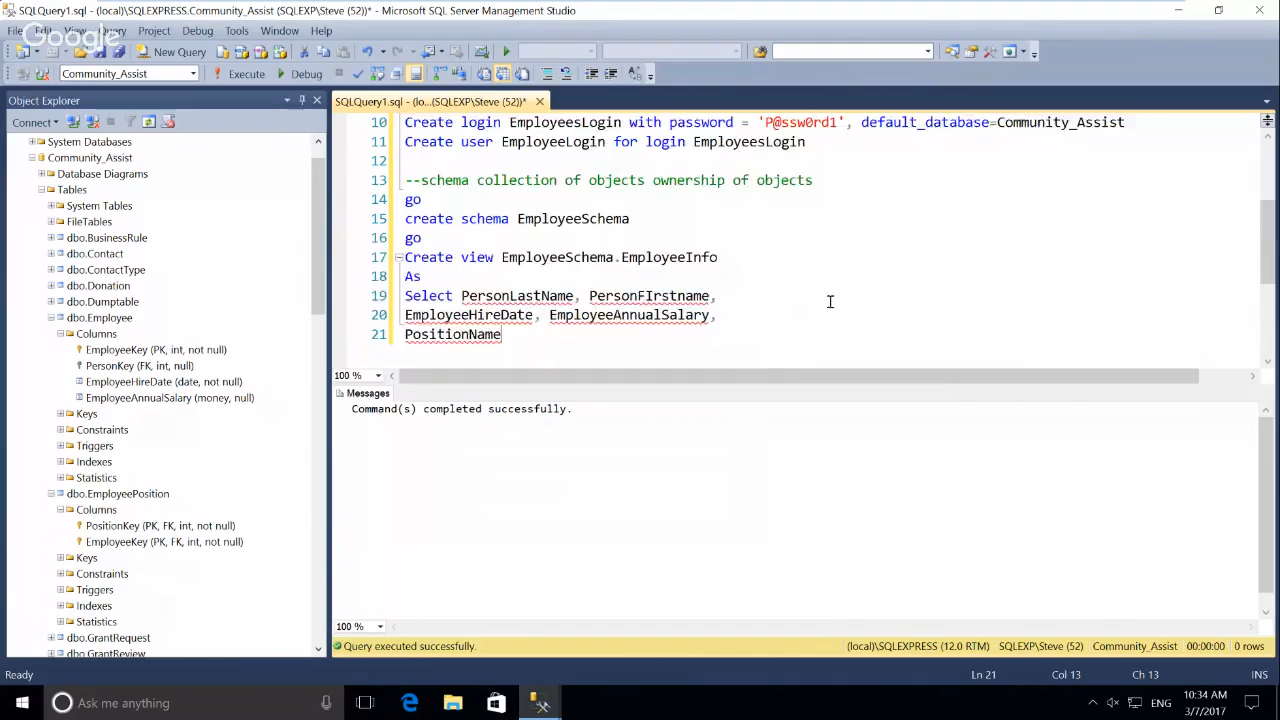 SQLQuery1.sql - (local)\SQLEXPRESS.Community_Assist (SQLEXP\Steve (52))* - Microsoft SQL Server Management Studio
File Edit View Query Project Debug Tools Window Help
Google
New Query
Community_Assist
Execute
Debug
Object Explorer
Connect
System Databases
Community_Assist
Database Diagrams
Tables
System Tables
FileTables
dbo.BusinessRule
dbo.Contact
dbo.ContactType
dbo.Donation
dbo.Dumptable
dbo.Employee
Columns
EmployeeKey (PK, int, not null)
PersonKey (FK, int, null)
EmployeeHireDate (date, not null)
EmployeeAnnualSalary (money, null)
Keys
Constraints
Triggers
Indexes
Statistics
dbo.EmployeePosition
Columns
PositionKey (PK, FK, int, not null)
EmployeeKey (PK, FK, int, not null)
Keys
Constraints
Triggers
Indexes
Statistics
dbo.GrantRequest
dbo.GrantReview
SQLQuery1.sql - (lo...(SQLEXP\Steve (52))*
10 Create login EmployeesLogin with password = 'P@ssw0rd1', default_database=Community_Assist
11 Create user EmployeeLogin for login EmployeesLogin
12
13 --schema collection of objects ownership of objects
14 go
15 create schema EmployeeSchema
16 go
17 Create view EmployeeSchema.EmployeeInfo
18 As
19 Select PersonLastName, PersonFIrstname,
20 EmployeeHireDate, EmployeeAnnualSalary,
21 PositionName
100 %
Messages
Command(s) completed successfully.
100 %
Query executed successfully.
(local)\SQLEXPRESS (12.0 RTM) SQLEXP\Steve (52) Community_Assist 00:00:00 0 rows
Ready
Ln 21 Col 13 Ch 13 INS
Ask me anything
ENG
10:34 AM
3/7/2017